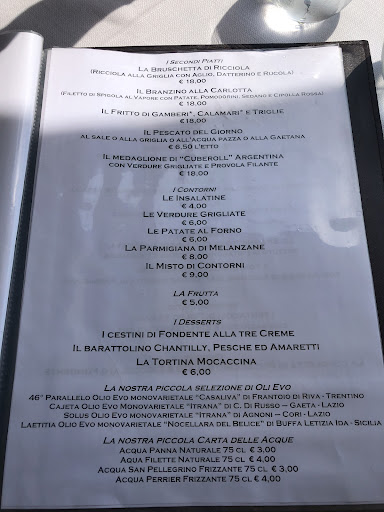 I Secondi Piatti
La Bruschetta di Ricciola
(Ricciola alla Griglia con Aglio, Datterino e Rucola)
€ 18,00
Il Branzino alla Carlotta
(Filetto di Spigola al Vapore con Patate, Pomodorini, Sedano e Cipolla Rossa)
€ 18,00
Il Fritto di Gamberi*, Calamari* e Triglie
€ 18,00
Il Pescato del Giorno
al sale o alla griglia o all'acqua pazza o alla Gaetana
€ 6.50 l'etto
Il medaglione di "Cuberoll" Argentina
con Verdure Grigliate e Provola Filante
€ 18,00
I Contorni
Le Insalatine
€ 4,00
Le Verdure Grigliate
€ 6,00
Le Patate al Forno
€ 6,00
La Parmigiana di Melanzane
€ 8,00
Il Misto di Contorni
€ 9,00
LA Frutta
€ 5,00
I Desserts
I cestini di Fondente alla tre Creme
Il barattolino Chantilly, Pesche ed Amaretti
La Tortina Mocaccina
€ 6,00
La nostra piccola selezione di Oli Evo
46° Parallelo Olio Evo monovarietale "Casaliva" di Frantoio di Riva - Trentino
Cajeta Olio Evo monovarietale "Itrana" di C. Di Russo – Gaeta - Lazio
Solus Olio Evo monovarietale "Itrana" di Agnoni – Cori - Lazio
Laetitia Olio Evo monovarietale "Nocellara del Belice" di Buffa Letizia Ida - Sicilia
La nostra piccola Carta delle Acque
Acqua Panna Naturale 75 cl € 3,00
Aqua Filette Naturale 75 cl € 4,00
Acqua San Pellegrino Frizzante 75 cl € 3,00
Acqua Perrier Frizzante 75 cl € 4,00